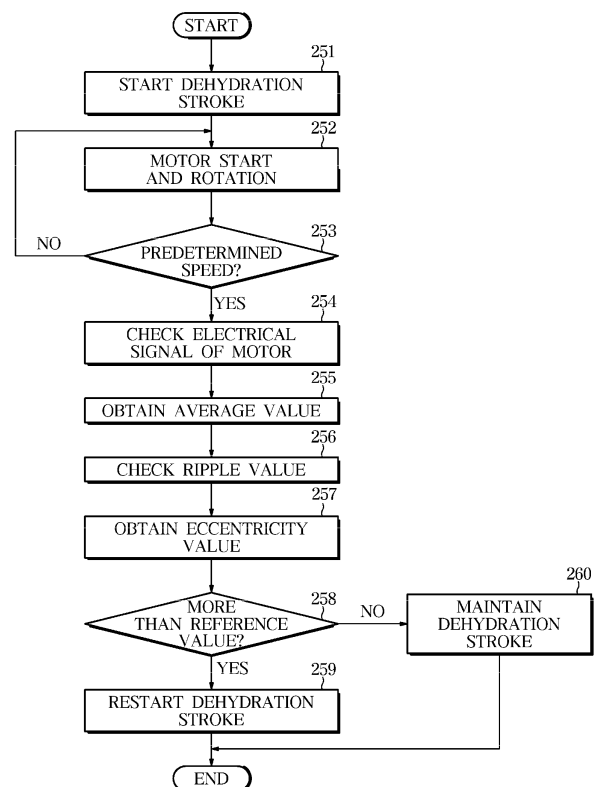 START
251
START DEHYDRATION
STROKE
252
MOTOR START
AND ROTATION
253
PREDETERMINED
SPEED?
NO
YES
254
CHECK ELECTRICAL
SIGNAL OF MOTOR
255
OBTAIN AVERAGE VALUE
256
CHECK RIPPLE VALUE
257
OBTAIN ECCENTRICITY
VALUE
258
MORE
THAN REFERENCE
VALUE?
NO
260
MAINTAIN
DEHYDRATION
STROKE
YES
259
RESTART DEHYDRATION
STROKE
END